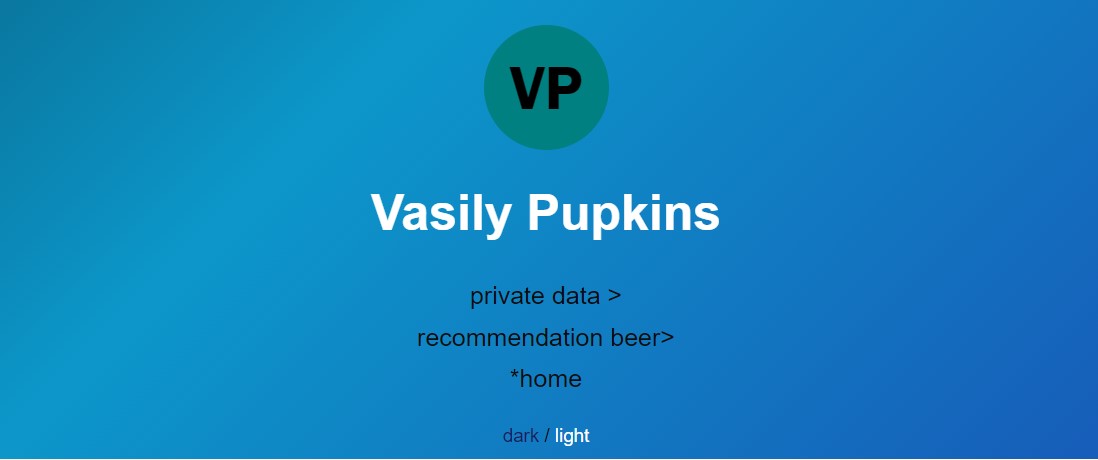 VP
Vasily Pupkins
private data >
recommendation beer>
*home
dark / light